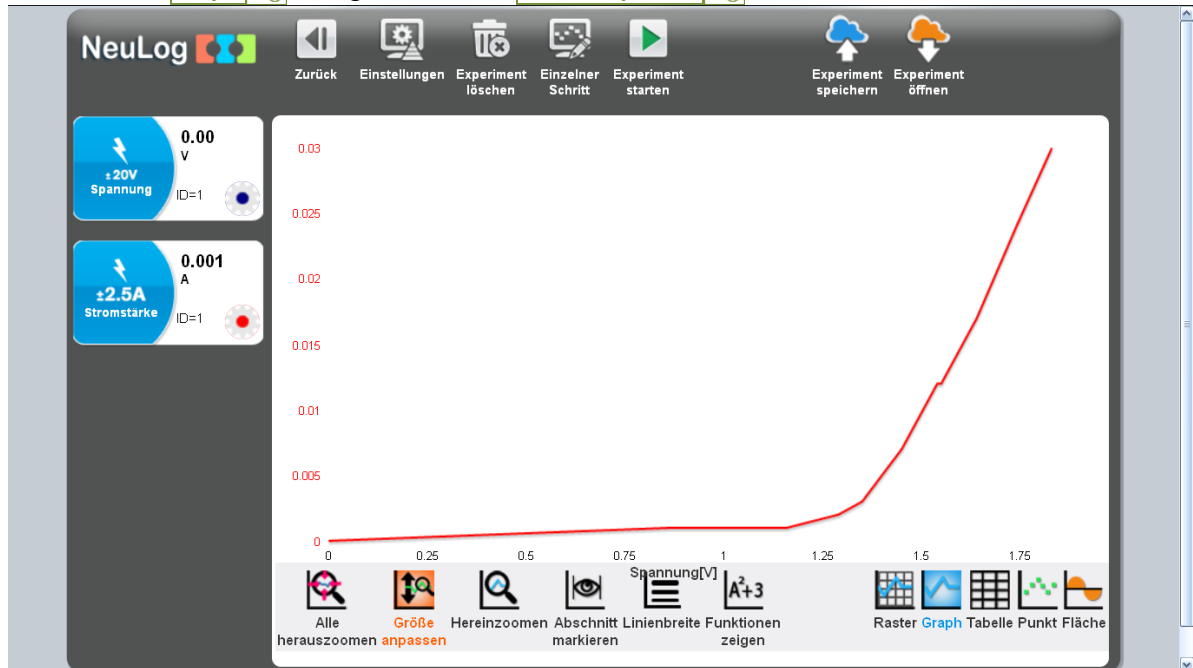 NeuLog
Zurück
Einstellungen
Experiment
löschen
Einzelner
Schritt
Experiment
starten
Experiment
speichern
Experiment
öffnen
0.00
V
±20V
Spannung
ID=1
0.001
A
±2.5A
Stromstärke
ID=1
0.03
0.025
0.02
0.015
0.01
0.005
0
0 0.25 0.5 0.75 1 1.25 1.5 1.75
Spannung[V]
A²+3
Alle
herauszoomen
Größe
anpassen
Hereinzoomen
Abschnitt
markieren
Linienbreite
Funktionen
zeigen
Raster
Graph
Tabelle
Punkt
Fläche